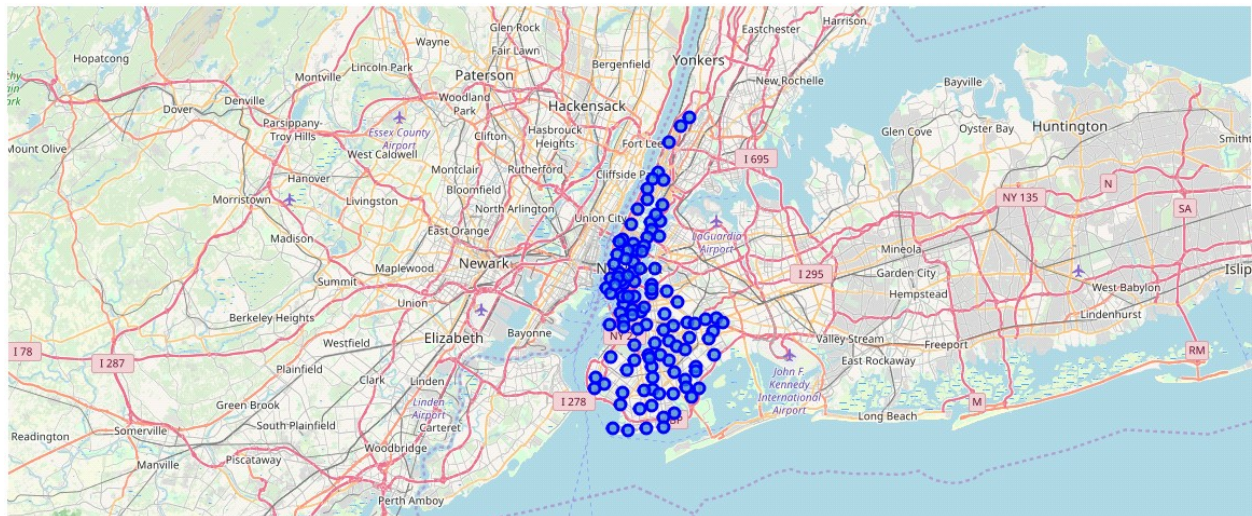 Hopatcong
Glen Rock
Eastchester
Harrison
Wayne
Fair Lawn
Bergenfield
Yonkers
Montville
Lincoln Park
Paterson
New Rochelle
Bayville
Dover
Denville
Woodland
Park
Hackensack
Parsippany-
Troy Hills
Essex County
Airport
Clifton
Hasbrouck
Heights
Glen Cove
Oyster Bay
Huntington
Mount Olive
West Caldwell
Fort Lee
I 695
Hanover
Montclair
Rutherford
Cliffside
N
Morristown
Livingston
Bloomfield
North Arlington
Union City
NY 135
SA
East Orange
Madison
LaGuardia
Airport
Mineola
Maplewood
Newark
I 295
Garden City
Summit
West Babylon
Union
Hempstead
Berkeley Heights
Bayonne
Lindenhurst
Elizabeth
Valley Stream
Freeport
I 78
I 287
Westfield
East Rockaway
RM
Plainfield
Linden
John F.
Kennedy
International
Airport
Clark
Linden
Airport
I 278
M
Green Brook
Long Beach
South Plainfield
Carteret
Somerville
Readington
Woodbridge
Piscataway
Manville
Perth Amboy